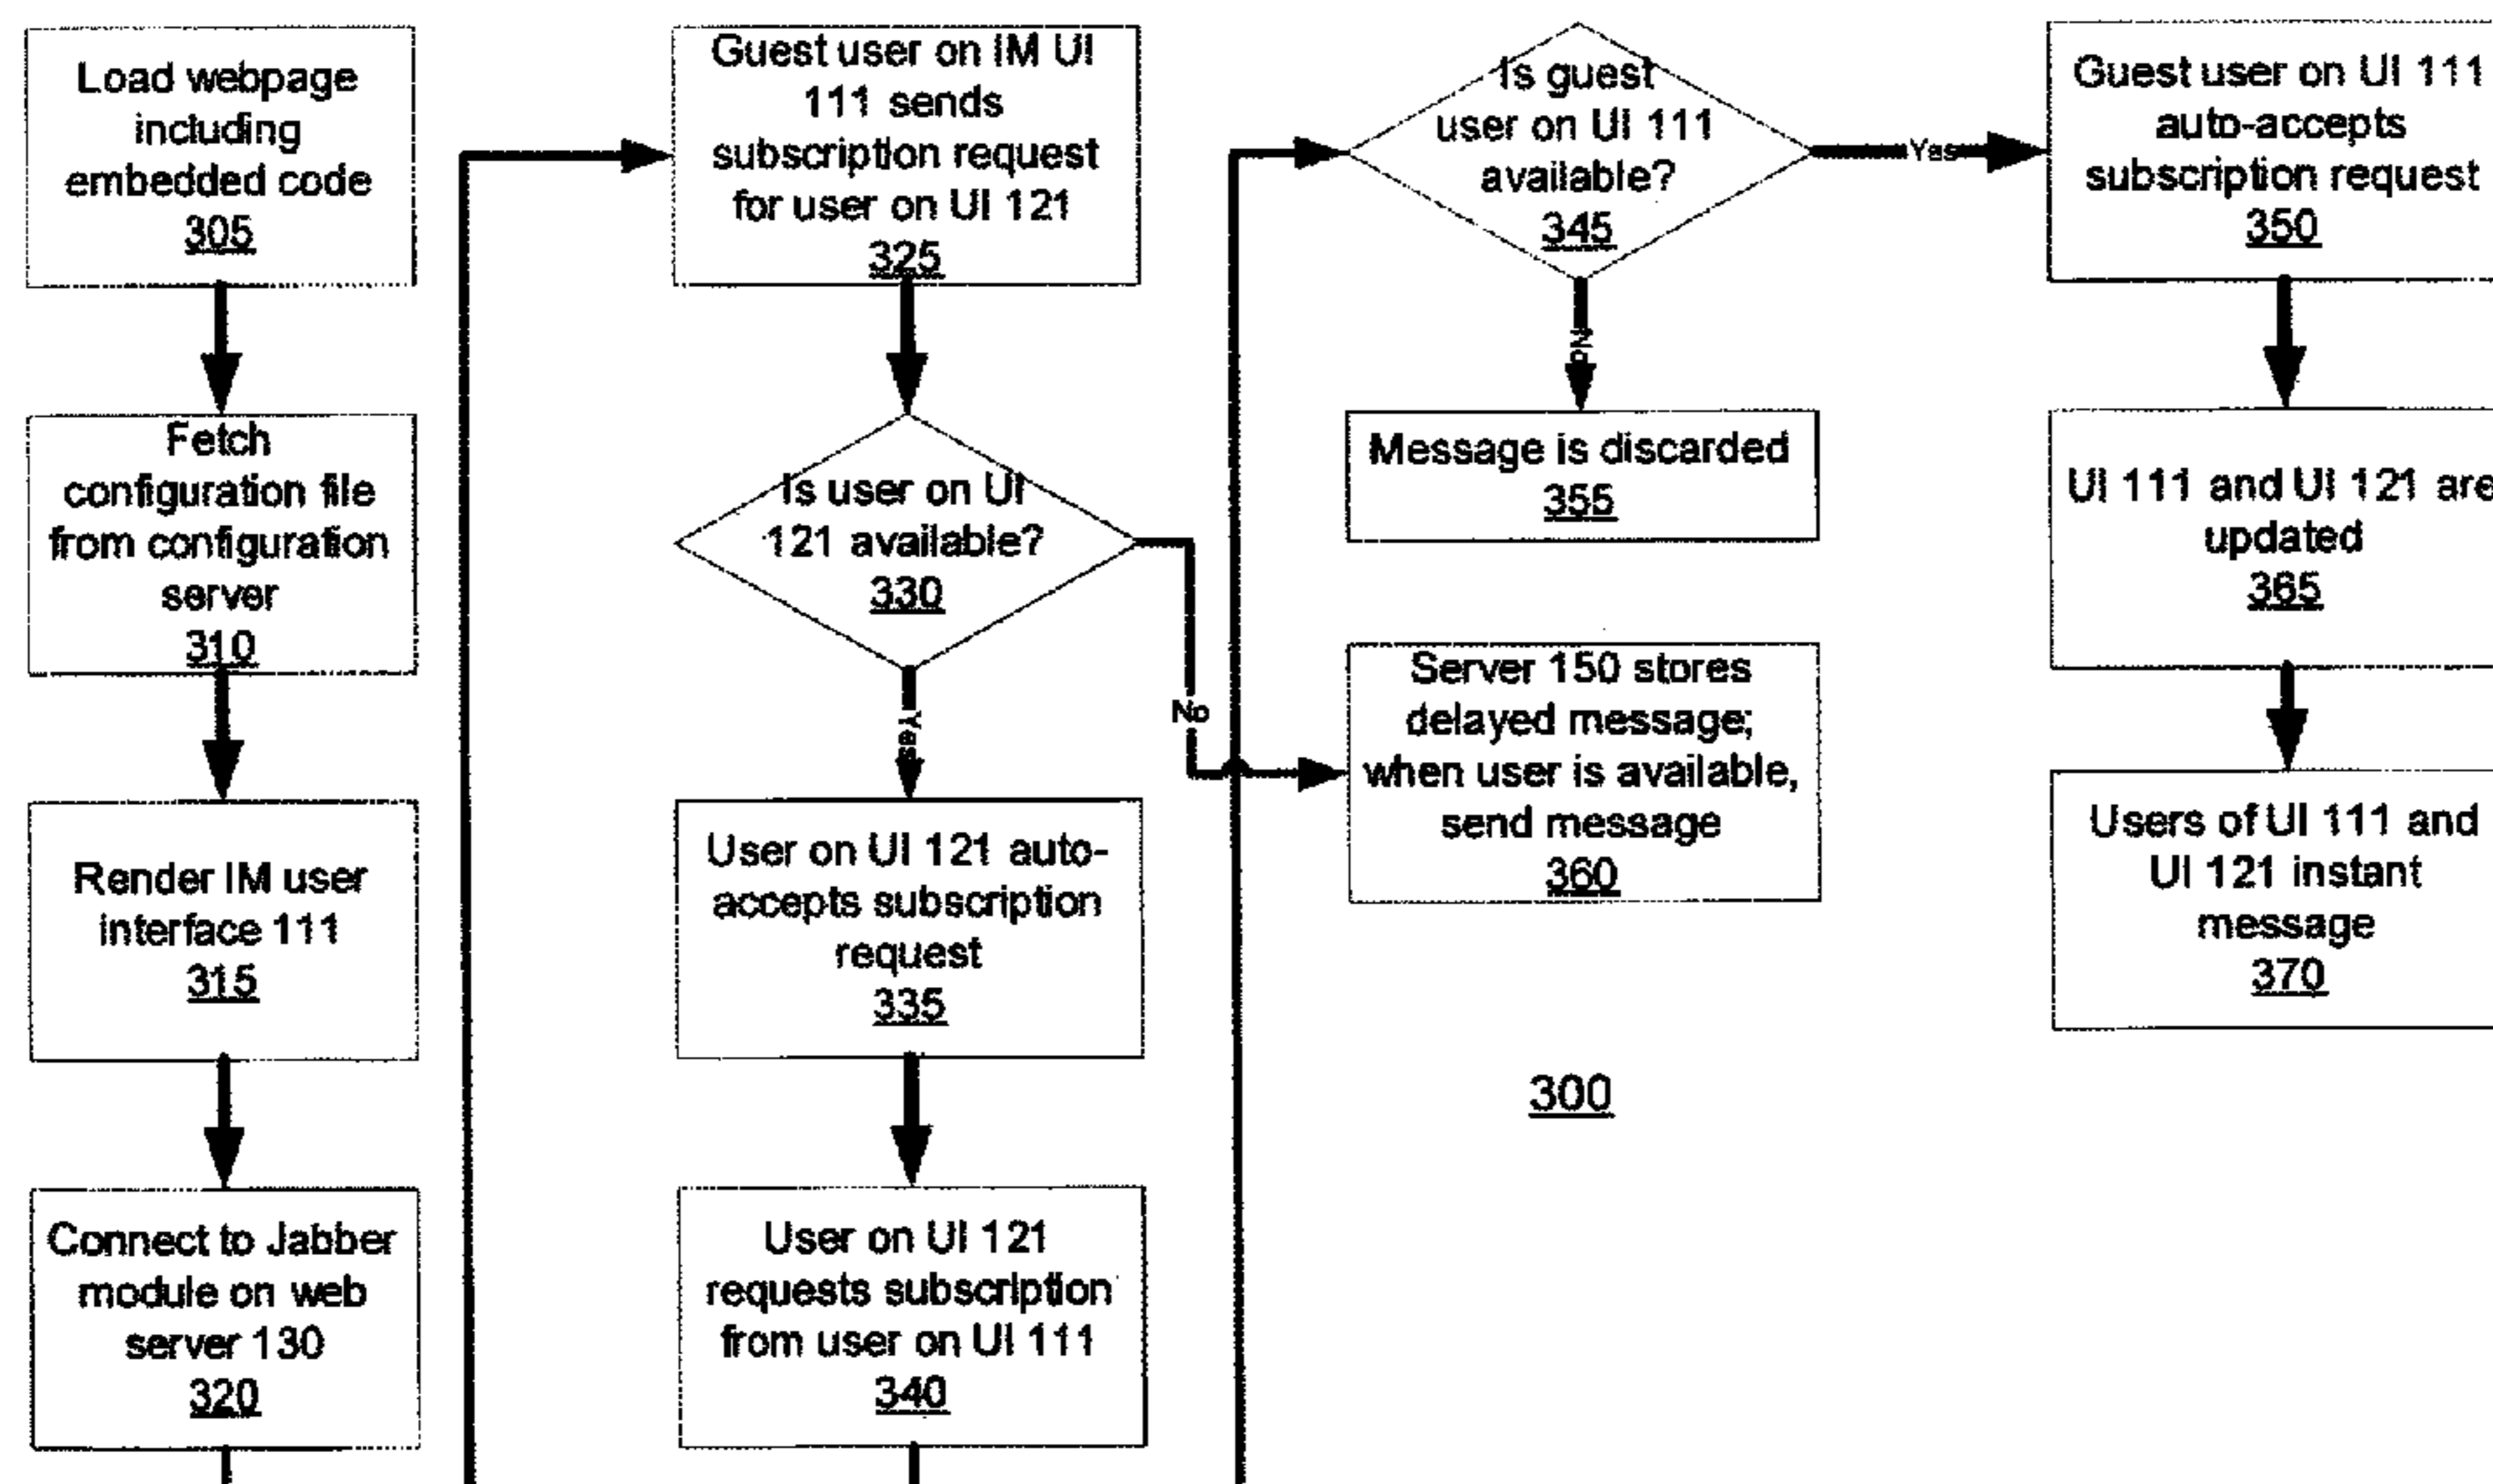 Load webpage
including
embedded code
305
Fetch
configuration file
from configuration
server
310
Render IM user
interface 111
315
Connect to Jabber
module on web
server 130
320
Guest user on IM UI
111 sends
subscription request
for user on UI 121
325
Is user on UI
121 available?
330
Yes
No
User on UI 121 auto-
accepts subscription
request
335
User on UI 121
requests subscription
from user on UI 111
340
Is guest
user on UI 111
available?
345
Yes
No
Message is discarded
355
Server 150 stores
delayed message;
when user is available,
send message
360
300
Guest user on UI 111
auto-accepts
subscription request
350
UI 111 and UI 121 are
updated
365
Users of UI 111 and
UI 121 instant
message
370